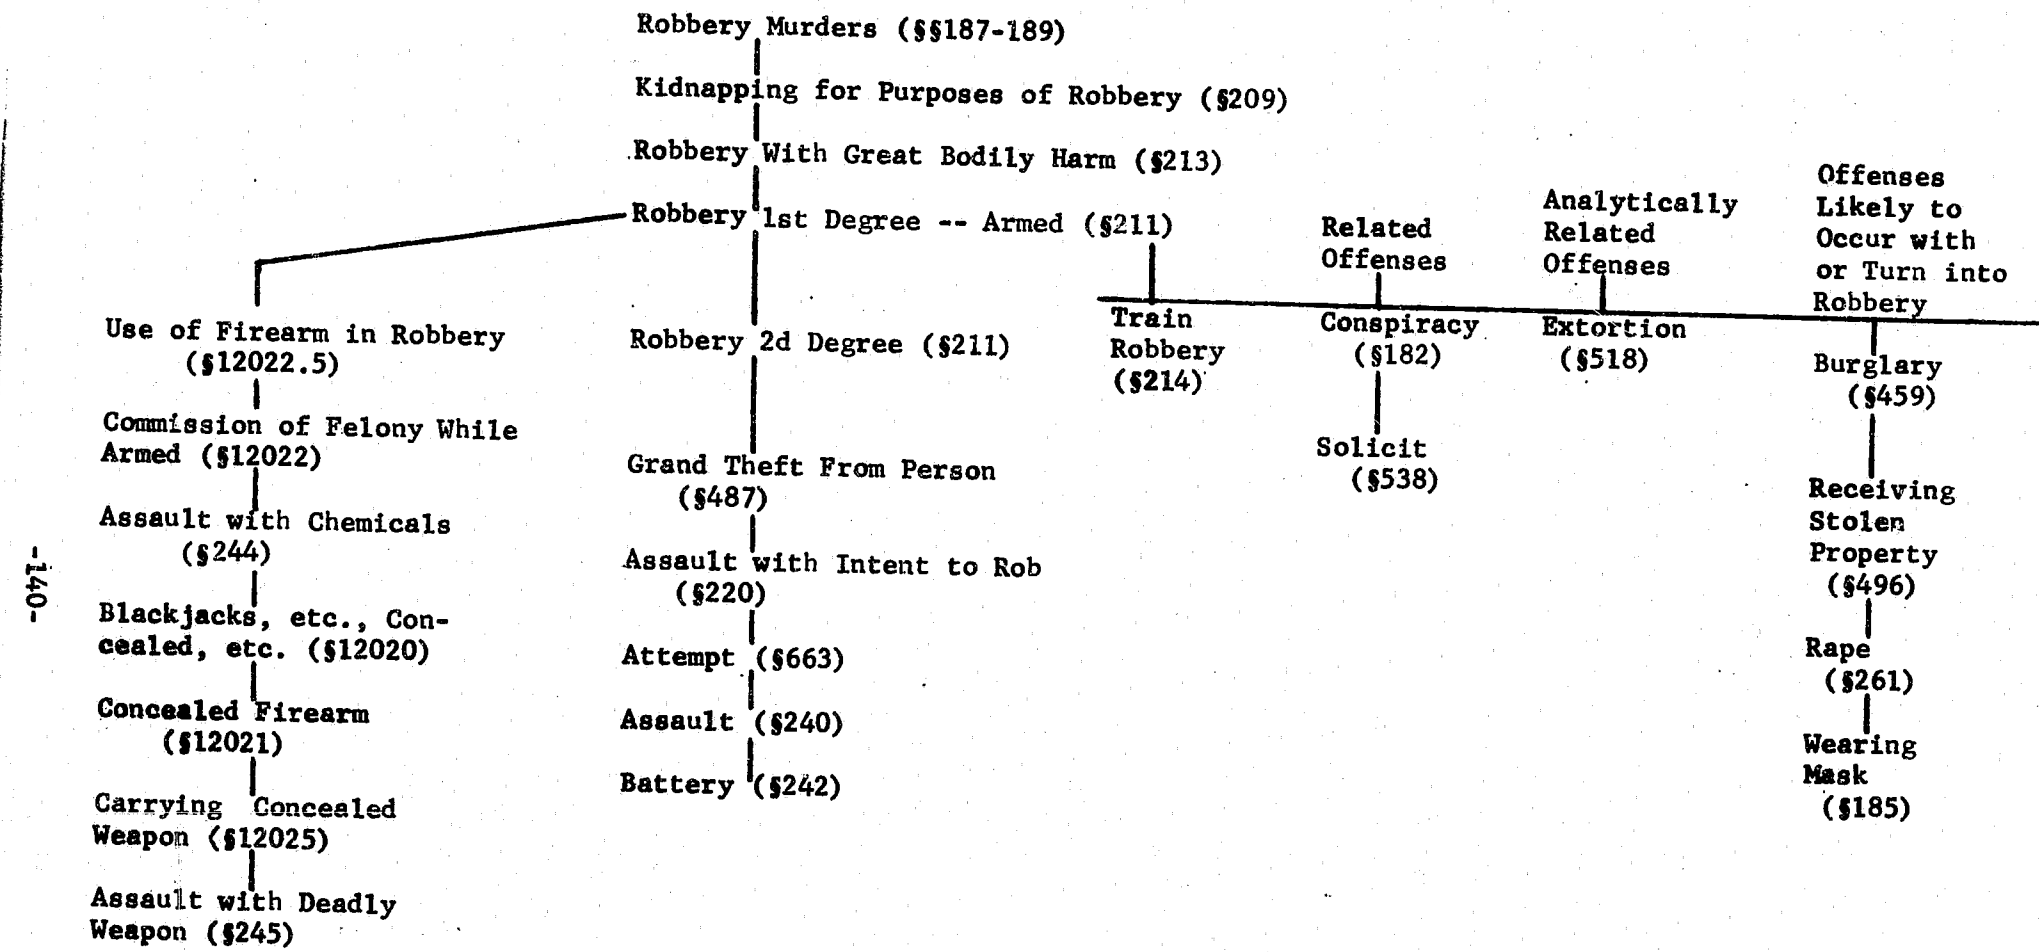 Robbery Murders (§§187-189)
Kidnapping for Purposes of Robbery (§209)
Robbery With Great Bodily Harm (§213)
Robbery 1st Degree -- Armed (§211)
Use of Firearm in Robbery
(§12022.5)
Commission of Felony While
Armed (§12022)
Assault with Chemicals
(§244)
Blackjacks, etc., Con-
cealed, etc. (§12020)
Concealed Firearm
(§12021)
Carrying Concealed
Weapon (§12025)
Assault with Deadly
Weapon (§245)
Robbery 2d Degree (§211)
Grand Theft From Person
(§487)
Assault with Intent to Rob
(§220)
Attempt (§663)
Assault (§240)
Battery (§242)
Train
Robbery
(§214)
Related
Offenses
Conspiracy
(§182)
Solicit
(§538)
Analytically
Related
Offenses
Extortion
(§518)
Offenses
Likely to
Occur with
or Turn into
Robbery
Burglary
(§459)
Receiving
Stolen
Property
(§496)
Rape
(§261)
Wearing
Mask
(§185)
-140-